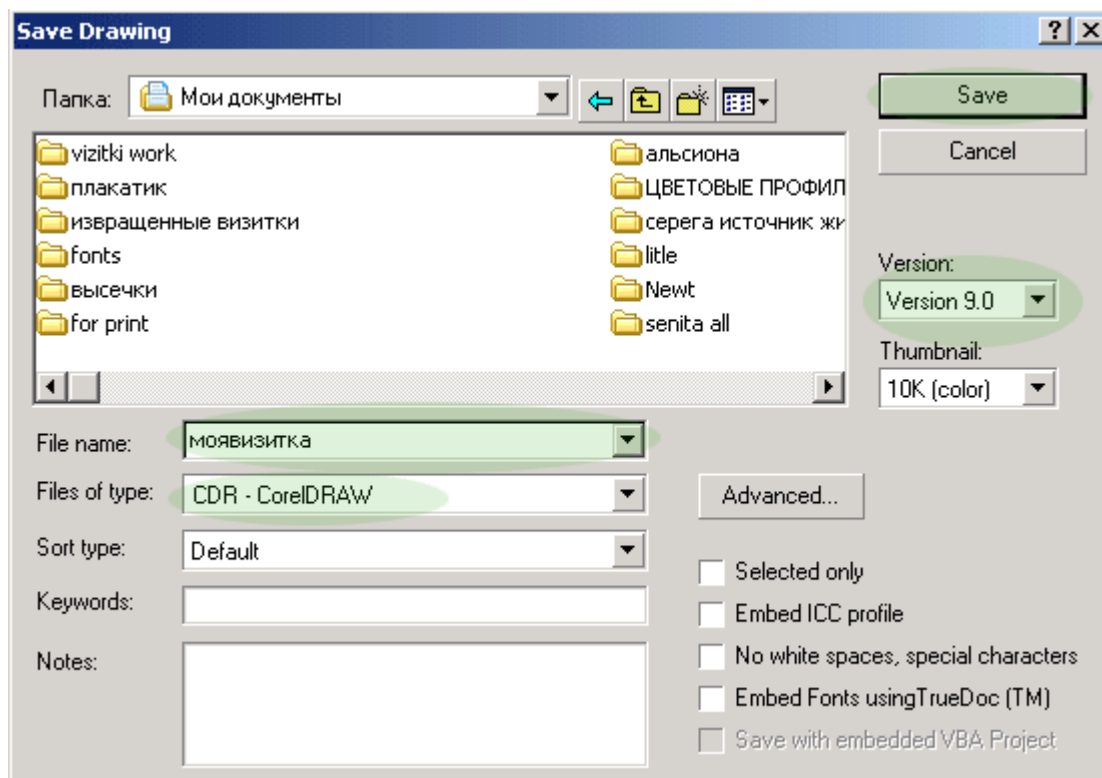 Save Drawing
Папка: Мои документы
Save
Cancel
vizitki work
плакатик
извращенные визитки
fonts
высечки
for print
альсиона
ЦВЕТОВЫЕ ПРОФИЛ
серега источник жи
litle
Newt
senita all
Version:
Version 9.0
Thumbnail:
10K (color)
File name: моявизитка
Files of type: CDR - CorelDRAW
Sort type: Default
Keywords:
Notes:
Advanced...
Selected only
Embed ICC profile
No white spaces, special characters
Embed Fonts usingTrueDoc (TM)
Save with embedded VBA Project